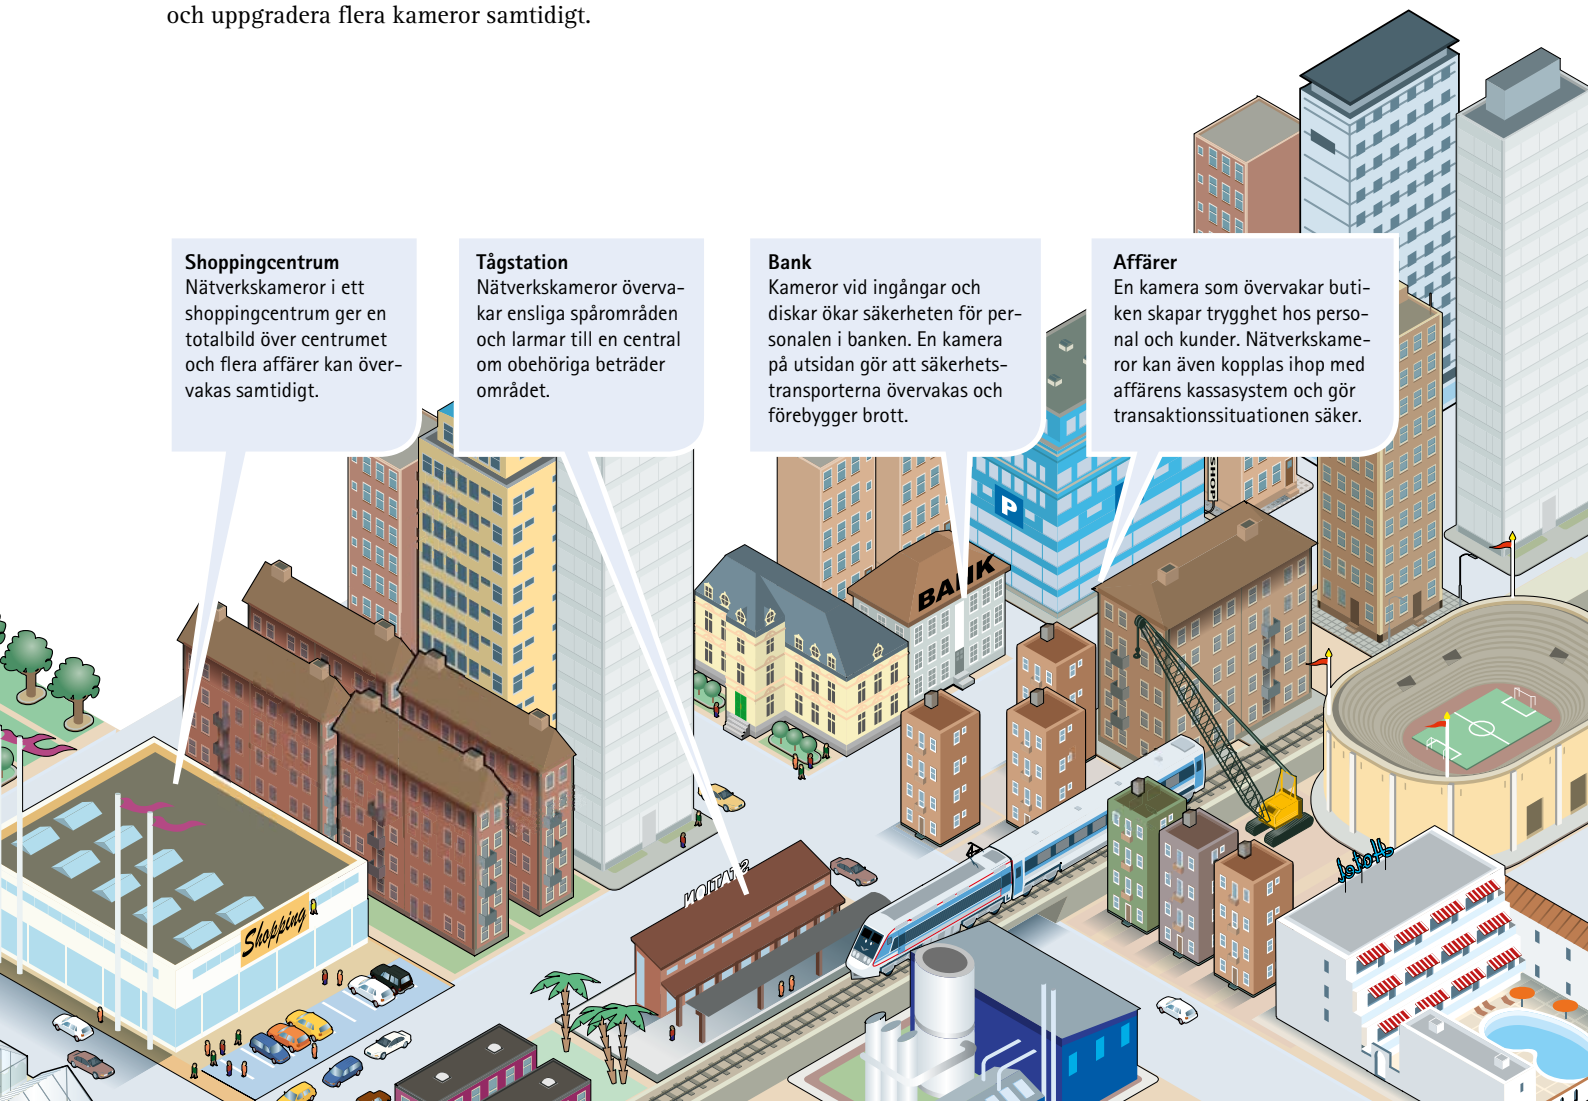 och uppgradera flera kameror samtidigt.
Shoppingcentrum
Nätverkskameror i ett
shoppingcentrum ger en
totalbild över centrumet
och flera affärer kan över-
vakas samtidigt.
Tågstation
Nätverkskameror överva-
kar ensliga spårområden
och larmar till en central
om obehöriga beträder
området.
Bank
Kameror vid ingångar och
diskar ökar säkerheten för per-
sonalen i banken. En kamera
på utsidan gör att säkerhets-
transporterna övervakas och
förebygger brott.
Affärer
En kamera som övervakar buti-
ken skapar trygghet hos perso-
nal och kunder. Nätverkskame-
ror kan även kopplas ihop med
affärens kassasystem och gör
transaktionssituationen säker.
SHOP
P
BANK
STATION
Hotell
Shopping